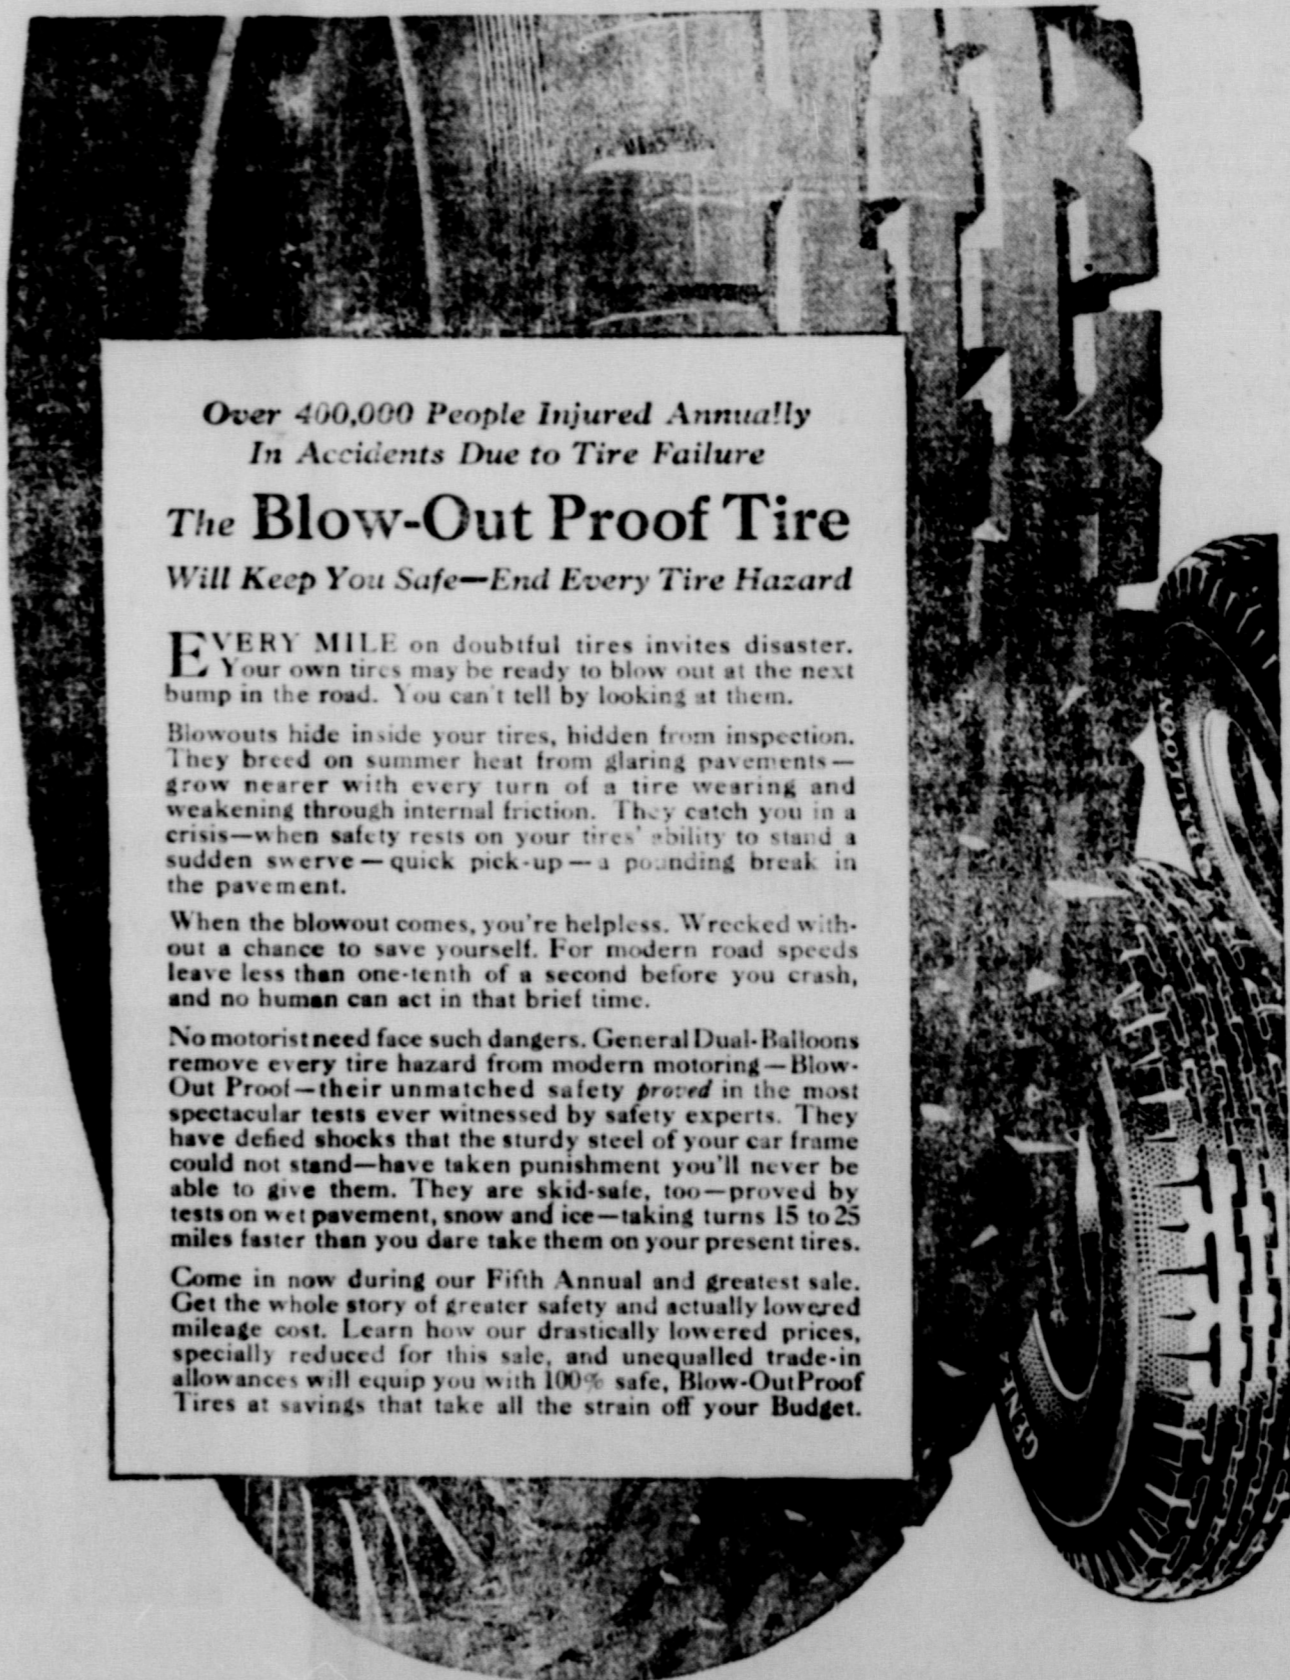 Over 400,000 People Injured Annually
In Accidents Due to Tire Failure
The Blow-Out Proof Tire
Will Keep You Safe—End Every Tire Hazard
EVERY MILE on doubtful tires invites disaster.
Your own tires may be ready to blow out at the next
bump in the road. You can't tell by looking at them.
Blowouts hide inside your tires, hidden from inspection.
They breed on summer heat from glaring pavements—
grow nearer with every turn of a tire wearing and
weakening through internal friction. They catch you in a
crisis—when safety rests on your tires' ability to stand a
sudden swerve—quick pick-up—a pounding break in
the pavement.
When the blowout comes, you're helpless. Wrecked with-
out a chance to save yourself. For modern road speeds
leave less than one-tenth of a second before you crash,
and no human can act in that brief time.
No motorist need face such dangers. General Dual-Balloons
remove every tire hazard from modern motoring—Blow-
Out Proof—their unmatched safety proved in the most
spectacular tests ever witnessed by safety experts. They
have defied shocks that the sturdy steel of your car frame
could not stand—have taken punishment you'll never be
able to give them. They are skid-safe, too—proved by
tests on wet pavement, snow and ice—taking turns 15 to 25
miles faster than you dare take them on your present tires.
Come in now during our Fifth Annual and greatest sale.
Get the whole story of greater safety and actually lowered
mileage cost. Learn how our drastically lowered prices,
specially reduced for this sale, and unequalled trade-in
allowances will equip you with 100% safe, Blow-Out Proof
Tires at savings that take all the strain off your Budget.
BALLOON
GENE